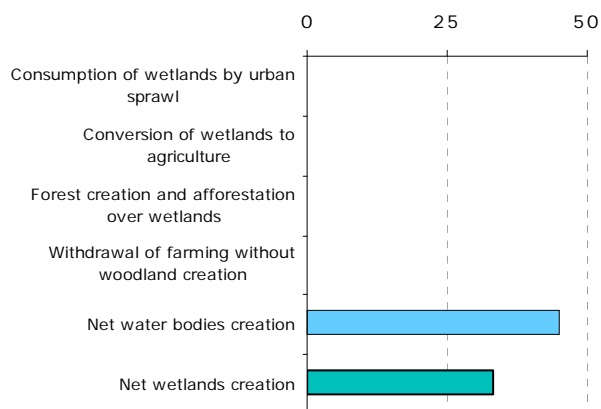 0 25 50
Consumption of wetlands by urban
sprawl
Conversion of wetlands to
agriculture
Forest creation and afforestation
over wetlands
Withdrawal of farming without
woodland creation
Net water bodies creation
Net wetlands creation